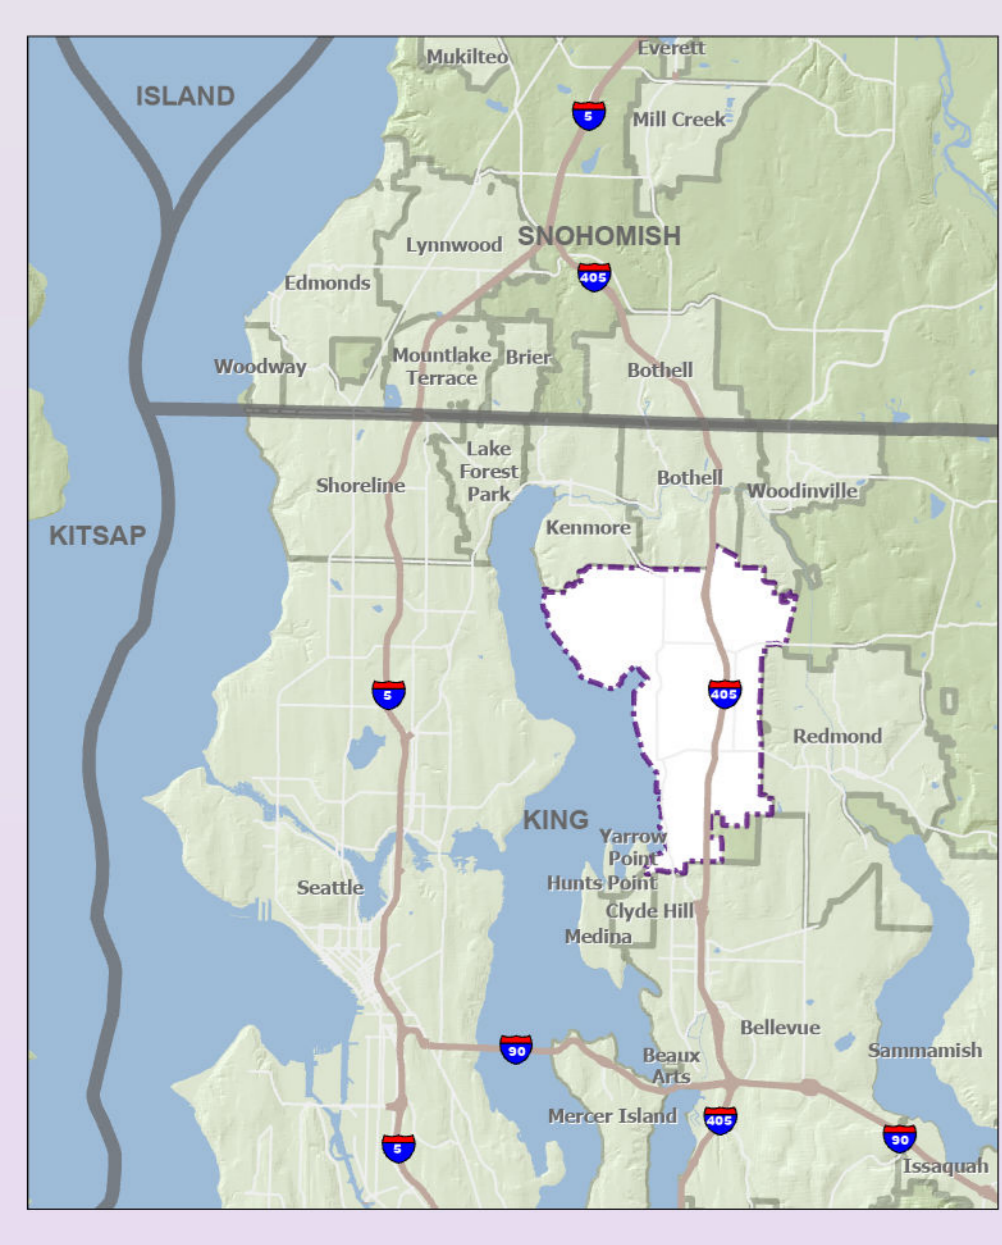 Mukilteo
Everett
ISLAND
5
Mill Creek
SNOHOMISH
Lynnwood
405
Edmonds
Woodway
Mountlake
Terrace
Brier
Bothell
Lake
Forest
Park
Shoreline
Bothell
Woodinville
KITSAP
Kenmore
5
405
Redmond
KING
Yarrow
Point
Hunts Point
Seattle
Clyde Hill
Medina
Bellevue
90
Sammamish
Beaux
Arts
Mercer Island
405
90
5
Issaquah